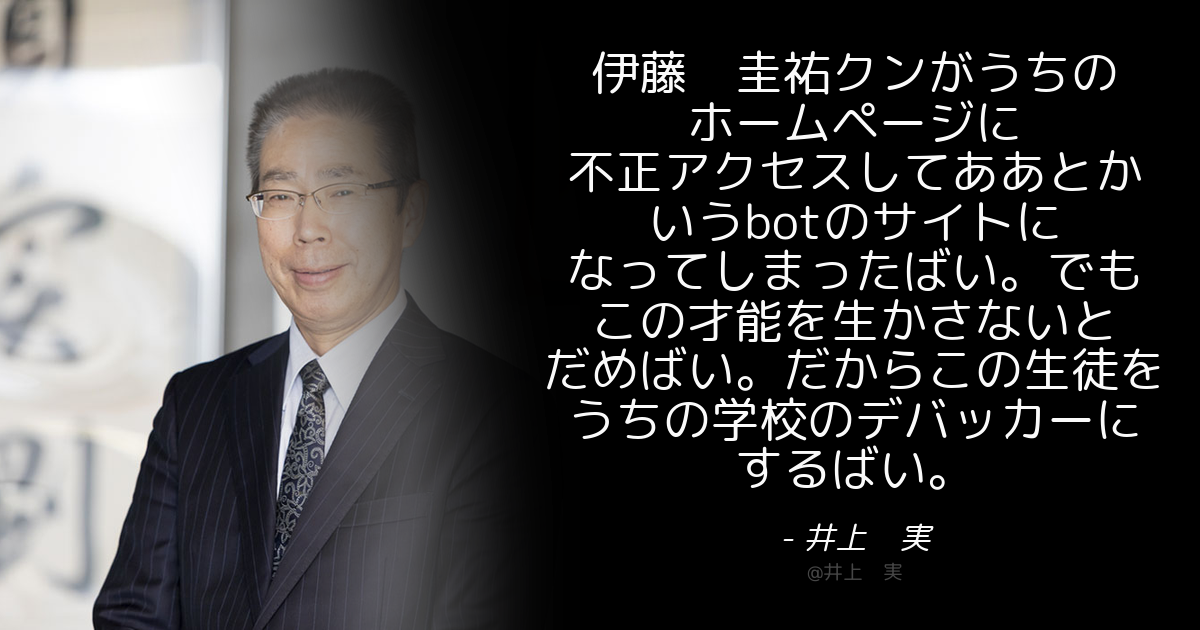 伊藤　圭祐クンがうちの
ホームページに
不正アクセスしてああとか
いうbotのサイトに
なってしまったばい。でも
この才能を生かさないと
だめばい。だからこの生徒を
うちの学校のデバッカーに
するばい。
- 井上　実
@井上　実